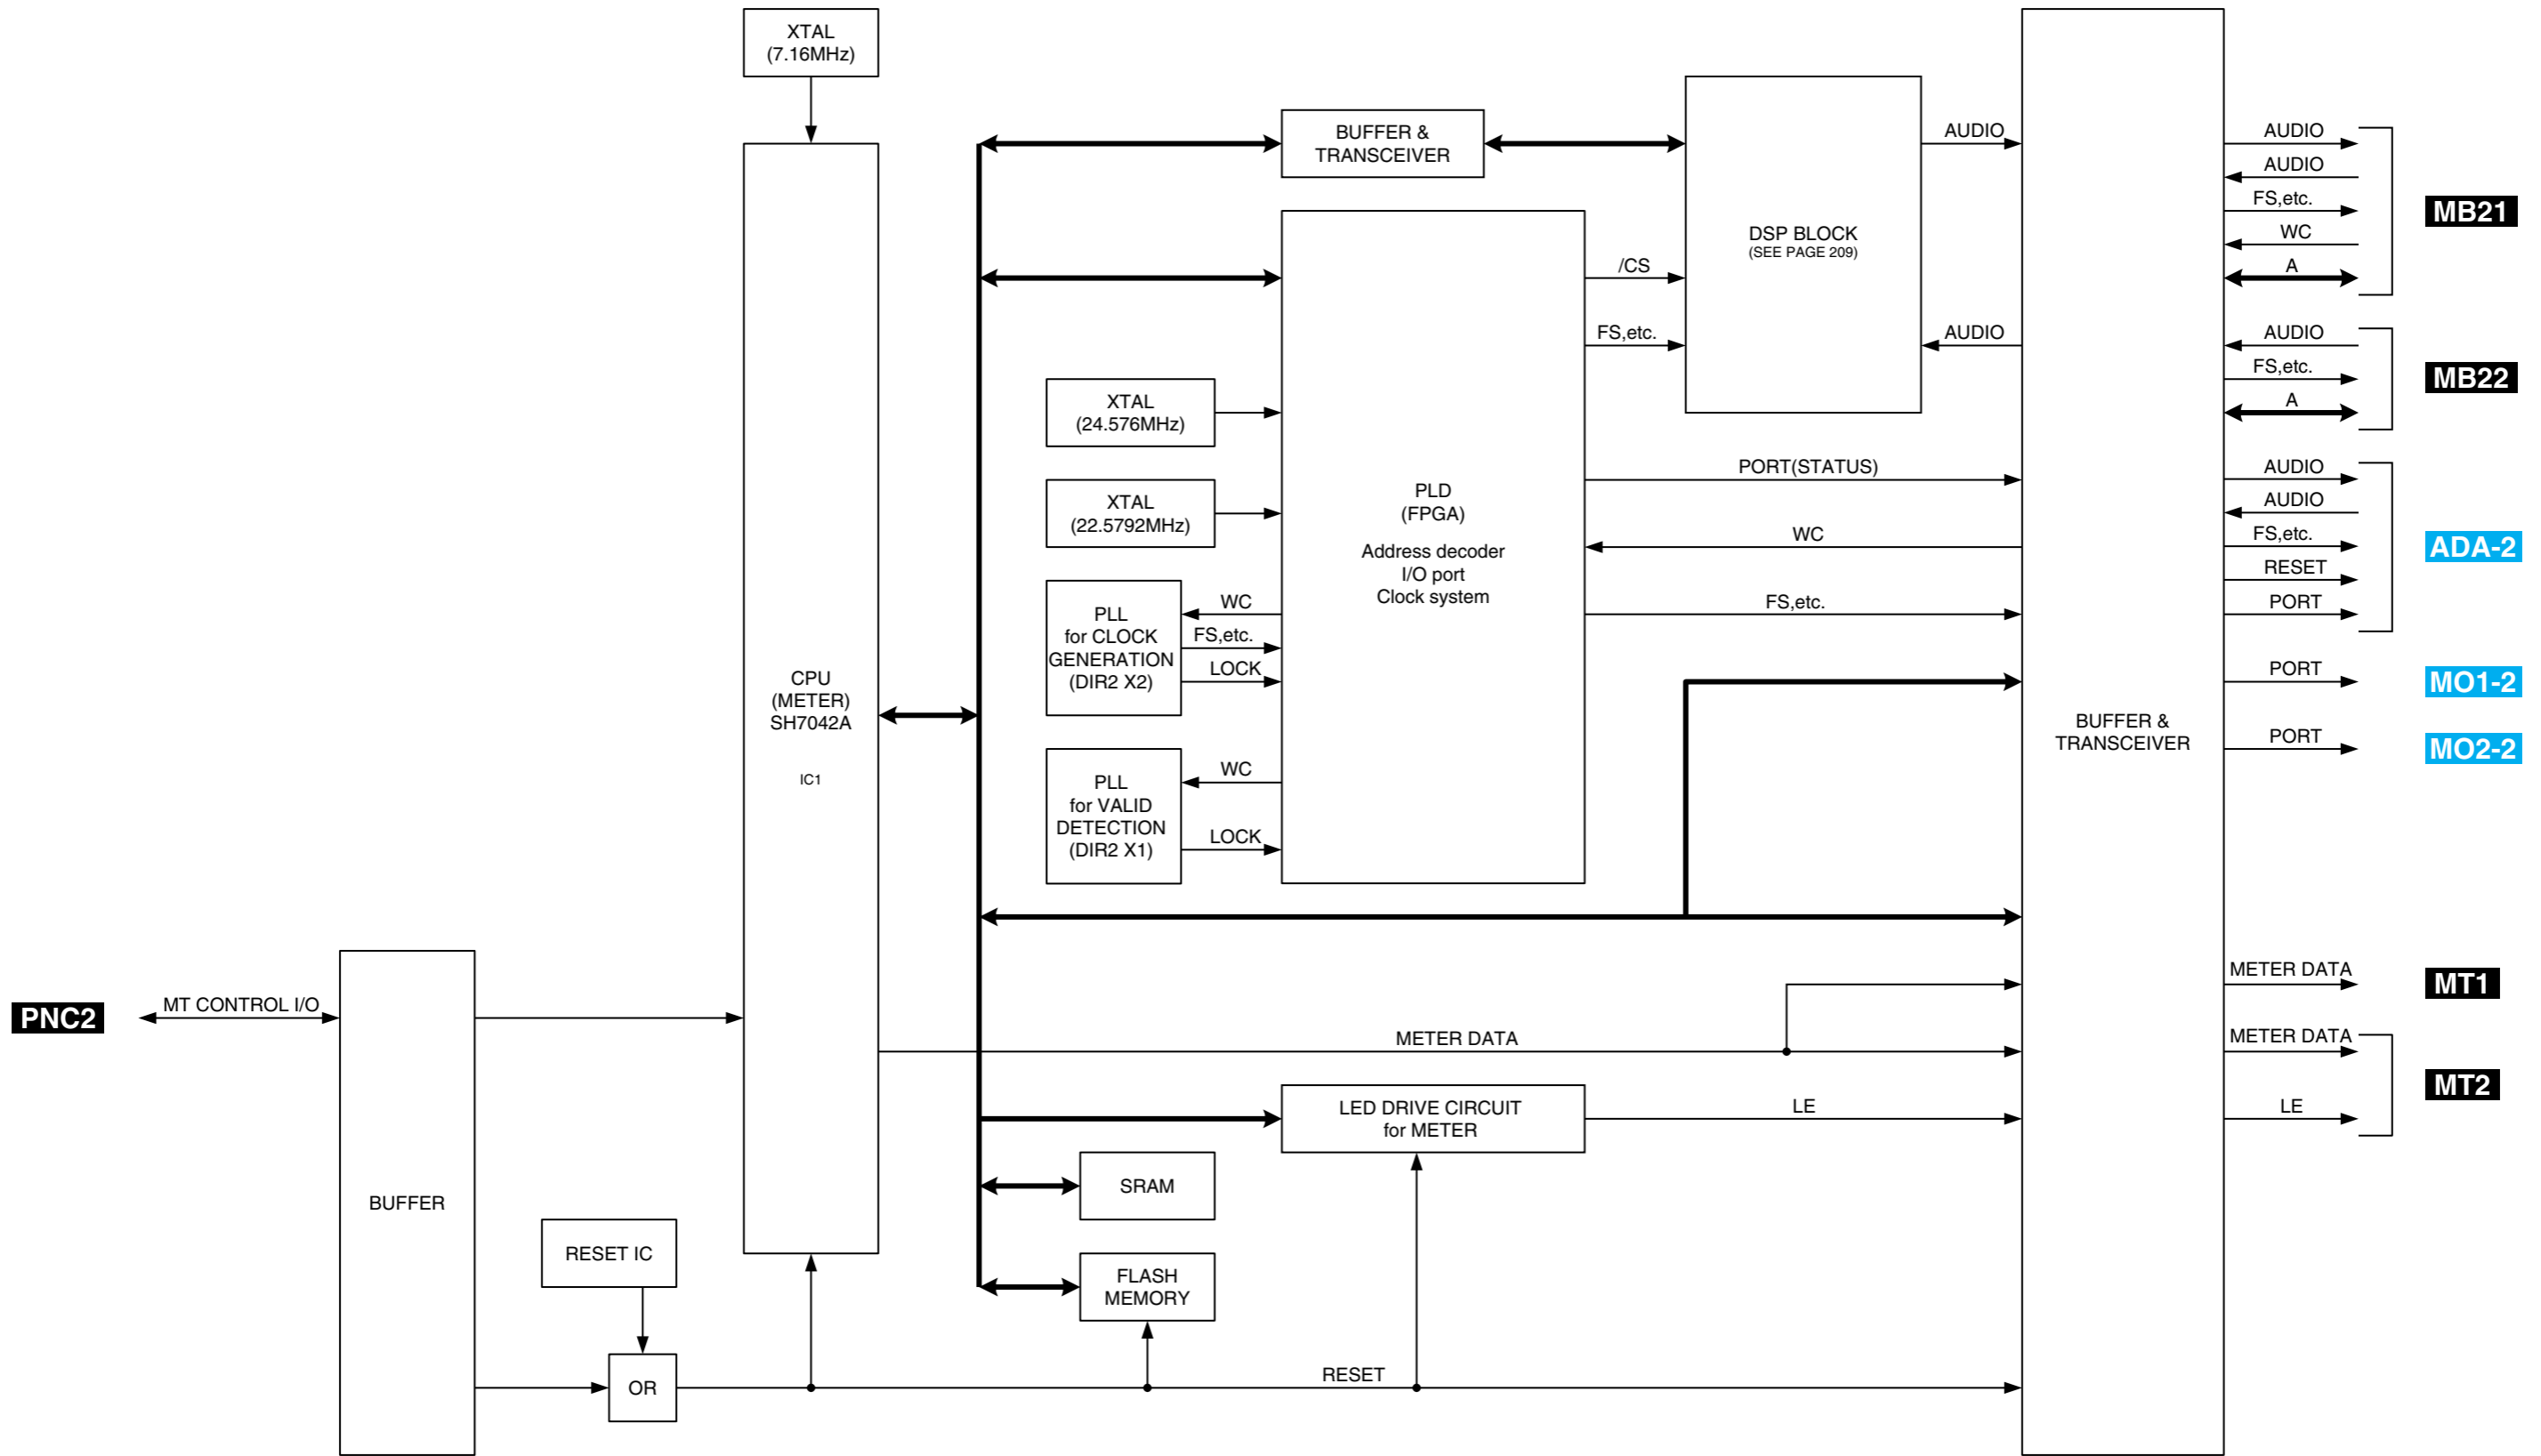 XTAL
(7.16MHz)
BUFFER &
TRANSCEIVER
DSP BLOCK
(SEE PAGE 209)
AUDIO
/CS
FS,etc.
AUDIO
XTAL
(24.576MHz)
XTAL
(22.5792MHz)
PLD
(FPGA)
Address decoder
I/O port
Clock system
PORT(STATUS)
WC
FS,etc.
PLL
for CLOCK
GENERATION
(DIR2 X2)
WC
FS,etc.
LOCK
PLL
for VALID
DETECTION
(DIR2 X1)
WC
LOCK
CPU
(METER)
SH7042A
IC1
BUFFER &
TRANSCEIVER
AUDIO
AUDIO
FS,etc.
WC
A
MB21
AUDIO
FS,etc.
A
MB22
AUDIO
AUDIO
FS,etc.
RESET
PORT
ADA-2
PORT
MO1-2
PORT
MO2-2
PNC2
MT CONTROL I/O
BUFFER
METER DATA
METER DATA
MT1
METER DATA
LE
MT2
LED DRIVE CIRCUIT
for METER
LE
SRAM
FLASH
MEMORY
RESET IC
OR
RESET